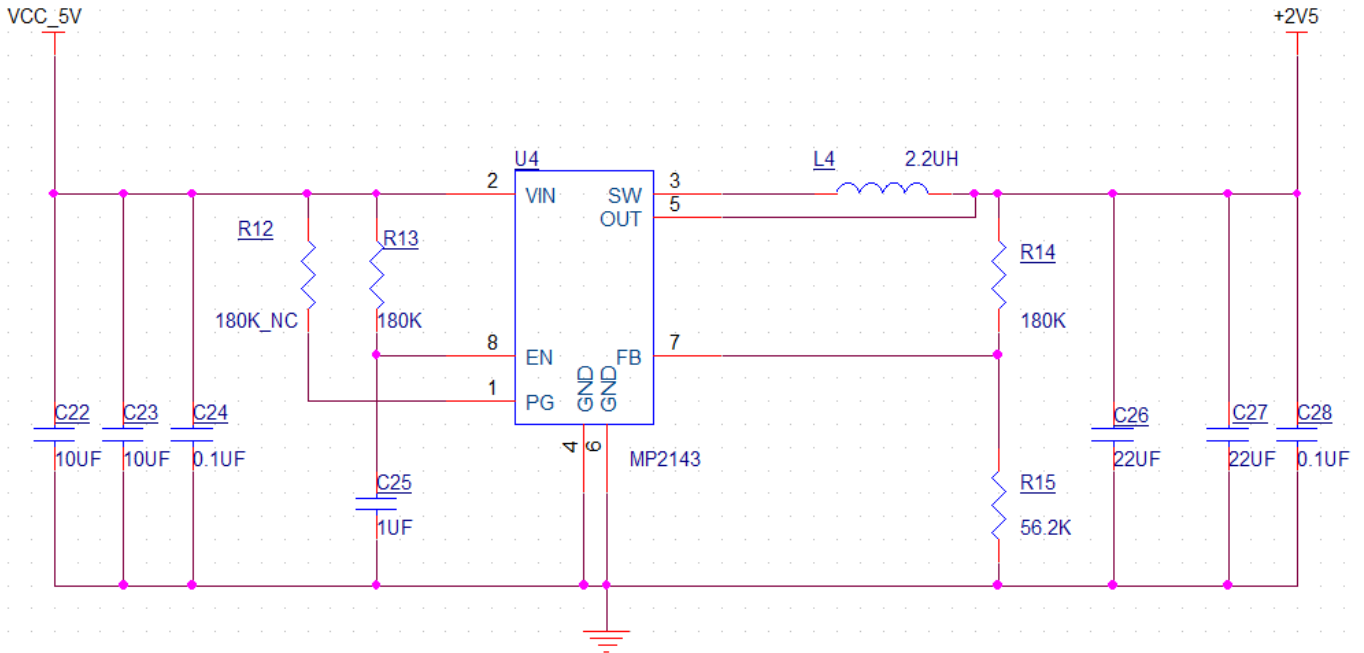 VCC_5V
+2V5
U4
L4
2.2UH
2
VIN
SW
3
OUT
5
R12
R13
R14
180K_NC
180K
180K
8
EN
FB
7
1
PG
GND
GND
4
6
MP2143
C22
10UF
C23
10UF
C24
0.1UF
C25
1UF
R15
56.2K
C26
22UF
C27
22UF
C28
0.1UF